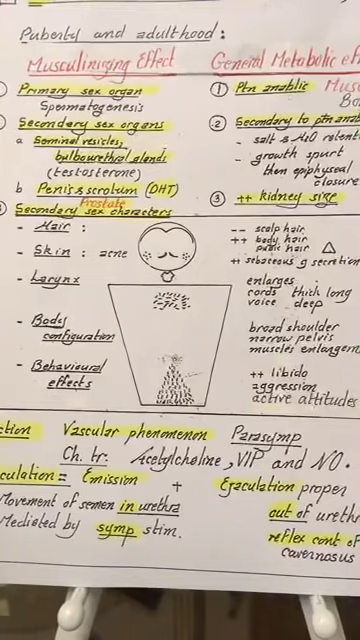 Puberty and adulthood:
Musculinising Effect
General Metabolic eff
Primary sex organ
Spermatogenesis
Secondary sex organs
a Seminal vesicles,
bulbourethral glands
(testosterone)
b Penis & scrotum (DHT)
Prostate
Secondary sex characters
- Hair :
- Skin : acne
- Larynx
- Body
configuration
- Behavioural
effects
① Ptn anablic
Bo
② Secondary to ptn anab
- salt & H2O retent
- growth spurt
then epiphyseal
closure
③ ++ kidney size
-- scalp hair
++ body hair
pubic hair △
++ sebaceous g secretion
enlarges
cords thick long
voice deep
broad shoulder
narrow pelvis
muscles enlargem
++ libido
aggression
active attitudes
ction Vascular phenomenon Parasymp
Ch. tr: Acetylcholine, VIP and NO.
culation = Emission + Ejaculation proper
Movement of semen in urethra
Mediated by symp stim.
out of urethr
reflex cont of
cavernosus